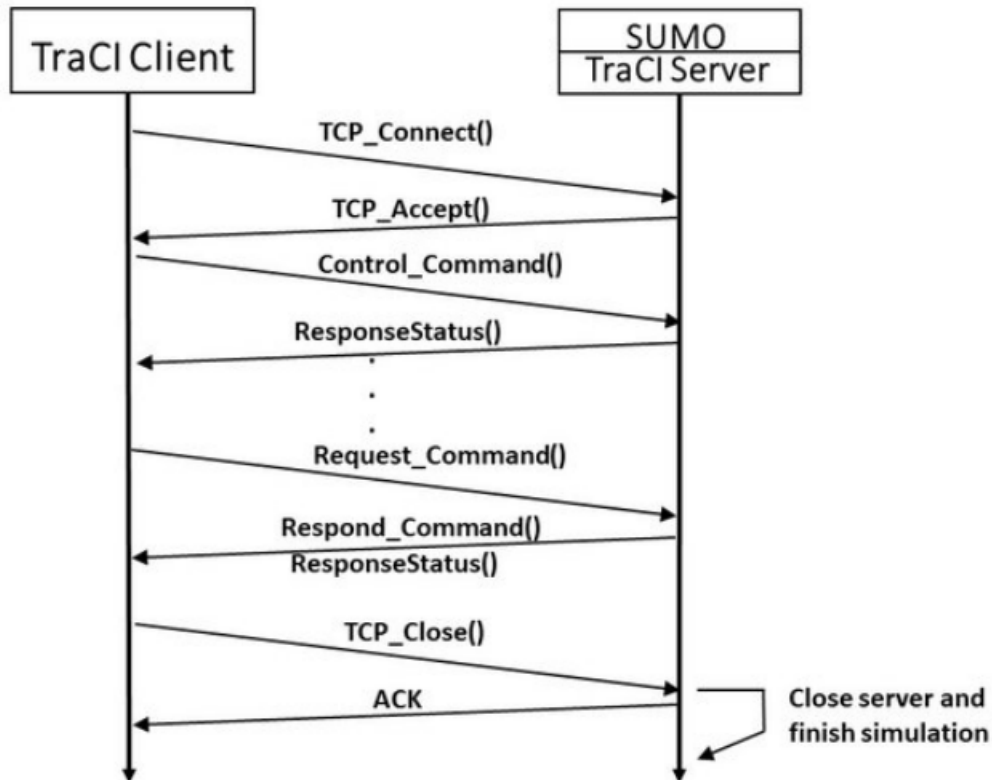 TraCI Client
SUMO
TraCI Server
TCP_Connect()
TCP_Accept()
Control_Command()
ResponseStatus()
Request_Command()
Respond_Command()
ResponseStatus()
TCP_Close()
ACK
Close server and
finish simulation